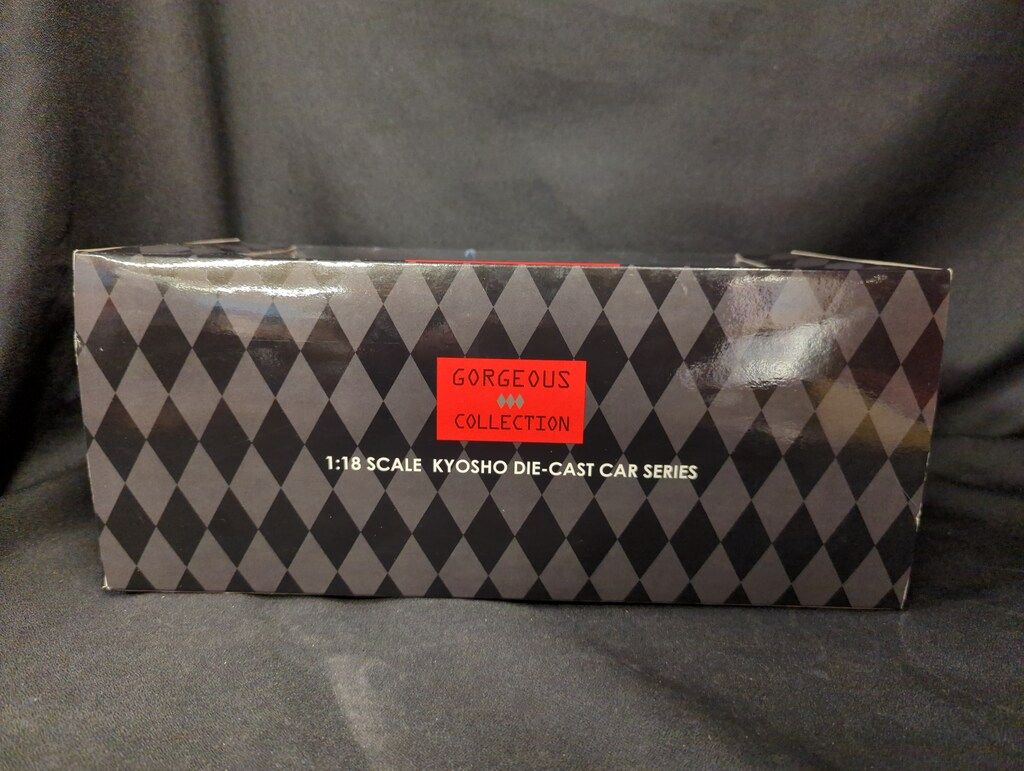 GORGEOUS
COLLECTION
1:18 SCALE KYOSHO DIE-CAST CAR SERIES